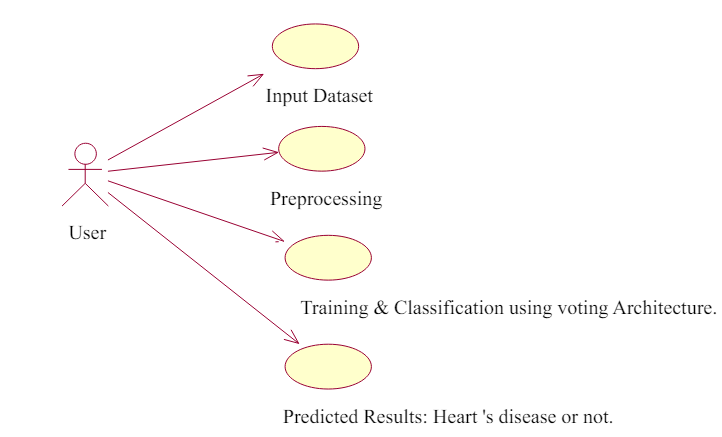 Input Dataset
Preprocessing
User
Training & Classification using voting Architecture.
Predicted Results: Heart 's disease or not.